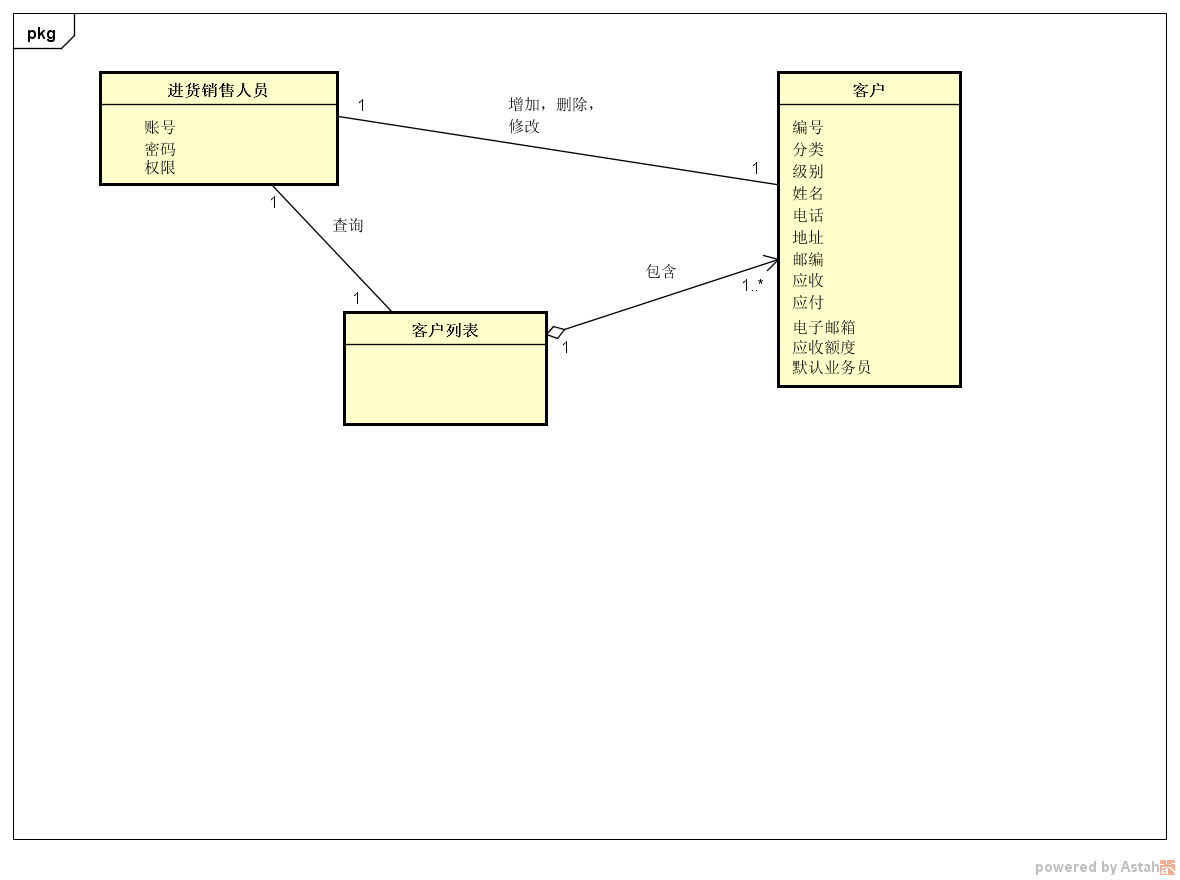 pkg
进货销售人员
账号
密码
权限
1
增加，删除，
修改
1
客户
编号
分类
级别
姓名
电话
地址
邮编
应收
应付
电子邮箱
应收额度
默认业务员
1
查询
1
客户列表
1
包含
1..*
powered by Astah